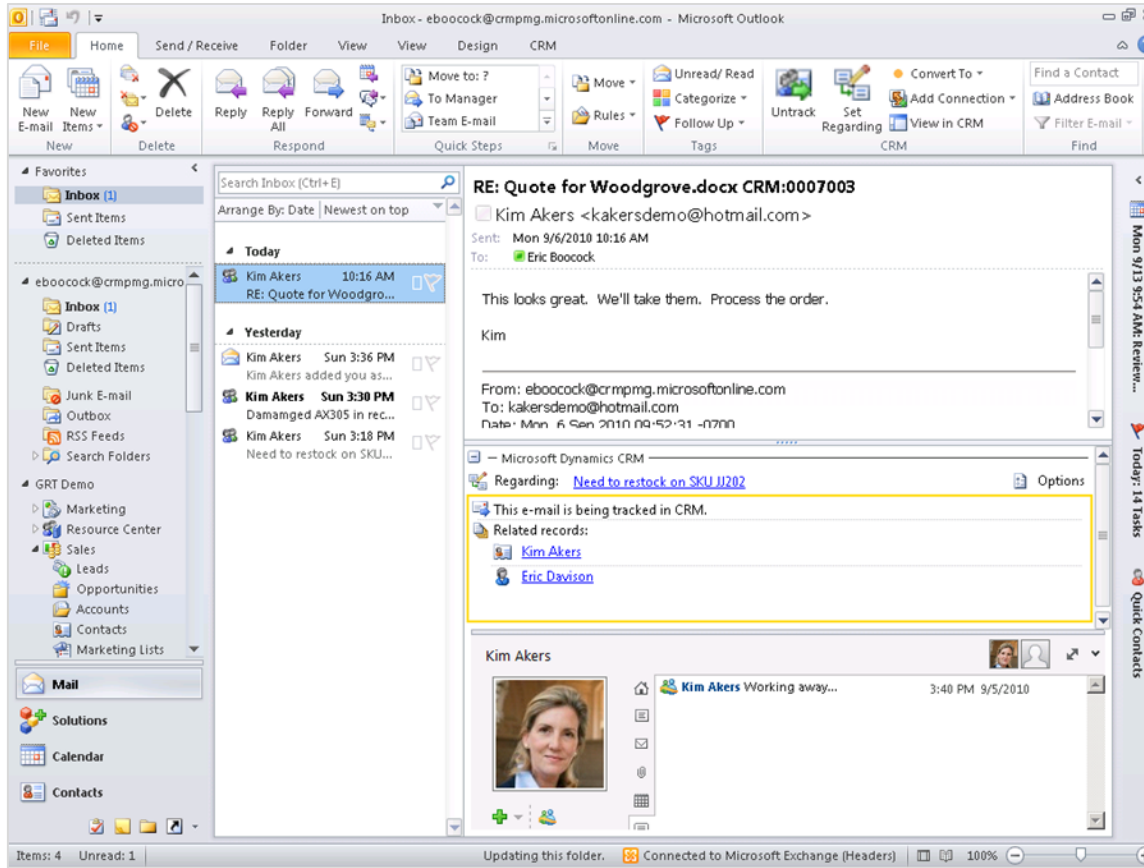 Inbox - eboocock@crmpmg.microsoftonline.com - Microsoft Outlook
File Home Send / Receive Folder View View Design CRM
New E-mail
New Items
Delete
Reply
Reply All
Forward
Move to: ?
To Manager
Team E-mail
Move
Rules
Unread/ Read
Categorize
Follow Up
Untrack
Set Regarding
Convert To
Add Connection
View in CRM
Find a Contact
Address Book
Filter E-mail
New Delete Respond Quick Steps Move Tags CRM Find
Favorites
Inbox (1)
Sent Items
Deleted Items
eboocock@crmpmg.micro
Inbox (1)
Drafts
Sent Items
Deleted Items
Junk E-mail
Outbox
RSS Feeds
Search Folders
GRT Demo
Marketing
Resource Center
Sales
Leads
Opportunities
Accounts
Contacts
Marketing Lists
Mail
Solutions
Calendar
Contacts
Search Inbox (Ctrl+E)
Arrange By: Date Newest on top
Today
Kim Akers 10:16 AM
RE: Quote for Woodgro...
Yesterday
Kim Akers Sun 3:36 PM
Kim Akers added you as...
Kim Akers Sun 3:30 PM
Damamged AX305 in rec...
Kim Akers Sun 3:18 PM
Need to restock on SKU...
RE: Quote for Woodgrove.docx CRM:0007003
Kim Akers <kakersdemo@hotmail.com>
Sent: Mon 9/6/2010 10:16 AM
To: Eric Boocock
This looks great. We'll take them. Process the order.
Kim
From: eboocock@crmpmg.microsoftonline.com
To: kakersdemo@hotmail.com
Date: Mon, 6 Sep 2010 09:52:31 -0700
Microsoft Dynamics CRM
Regarding: Need to restock on SKU JJ202 Options
This e-mail is being tracked in CRM.
Related records:
Kim Akers
Eric Davison
Kim Akers
Kim Akers Working away... 3:40 PM 9/5/2010
Mon 9/13 9:54 AM: Review...
Today: 14 Tasks
Quick Contacts
Items: 4 Unread: 1 Updating this folder. Connected to Microsoft Exchange (Headers) 100%